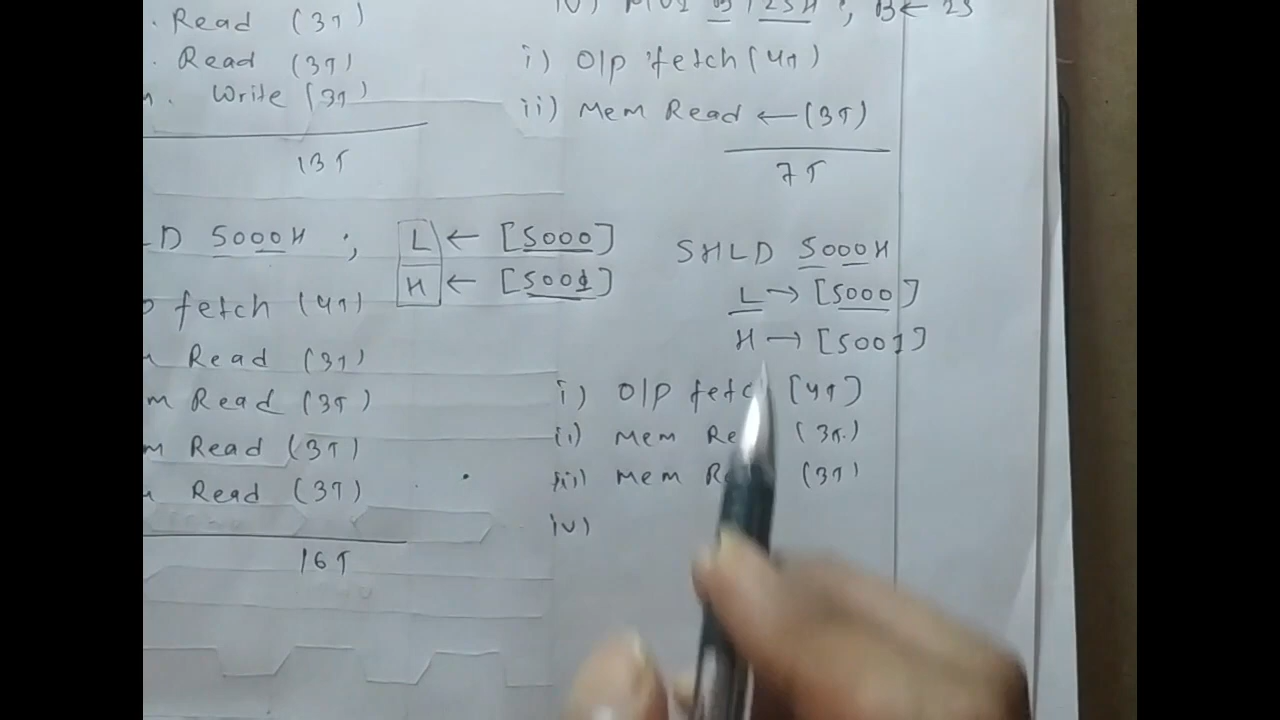 . Read (3T)
. Read (3T)
m. Write (3T)
13T
iv) MVI B, 25H ; B ← 25
i) O/p fetch (4T)
ii) Mem Read ← (3T)
7T
LD 5000H ; L ← [5000]
H ← [5001]
p fetch (4T)
Read (3T)
m Read (3T)
m Read (3T)
Read (3T)
16T
SHLD 5000H
L → [5000]
H → [5001]
i) O/P fetc [4T]
ii) Mem Re (3T.)
iii) Mem R (3T)
iv)